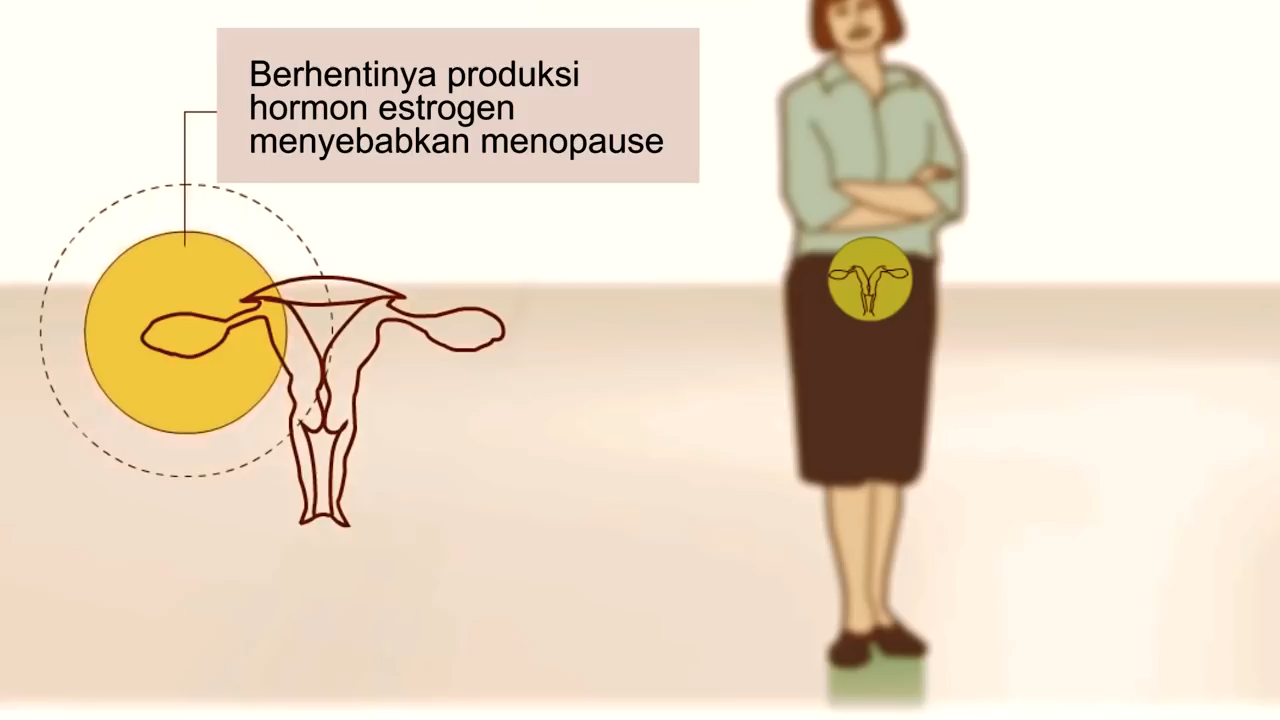 Berhentinya produksi
hormon estrogen
menyebabkan menopause